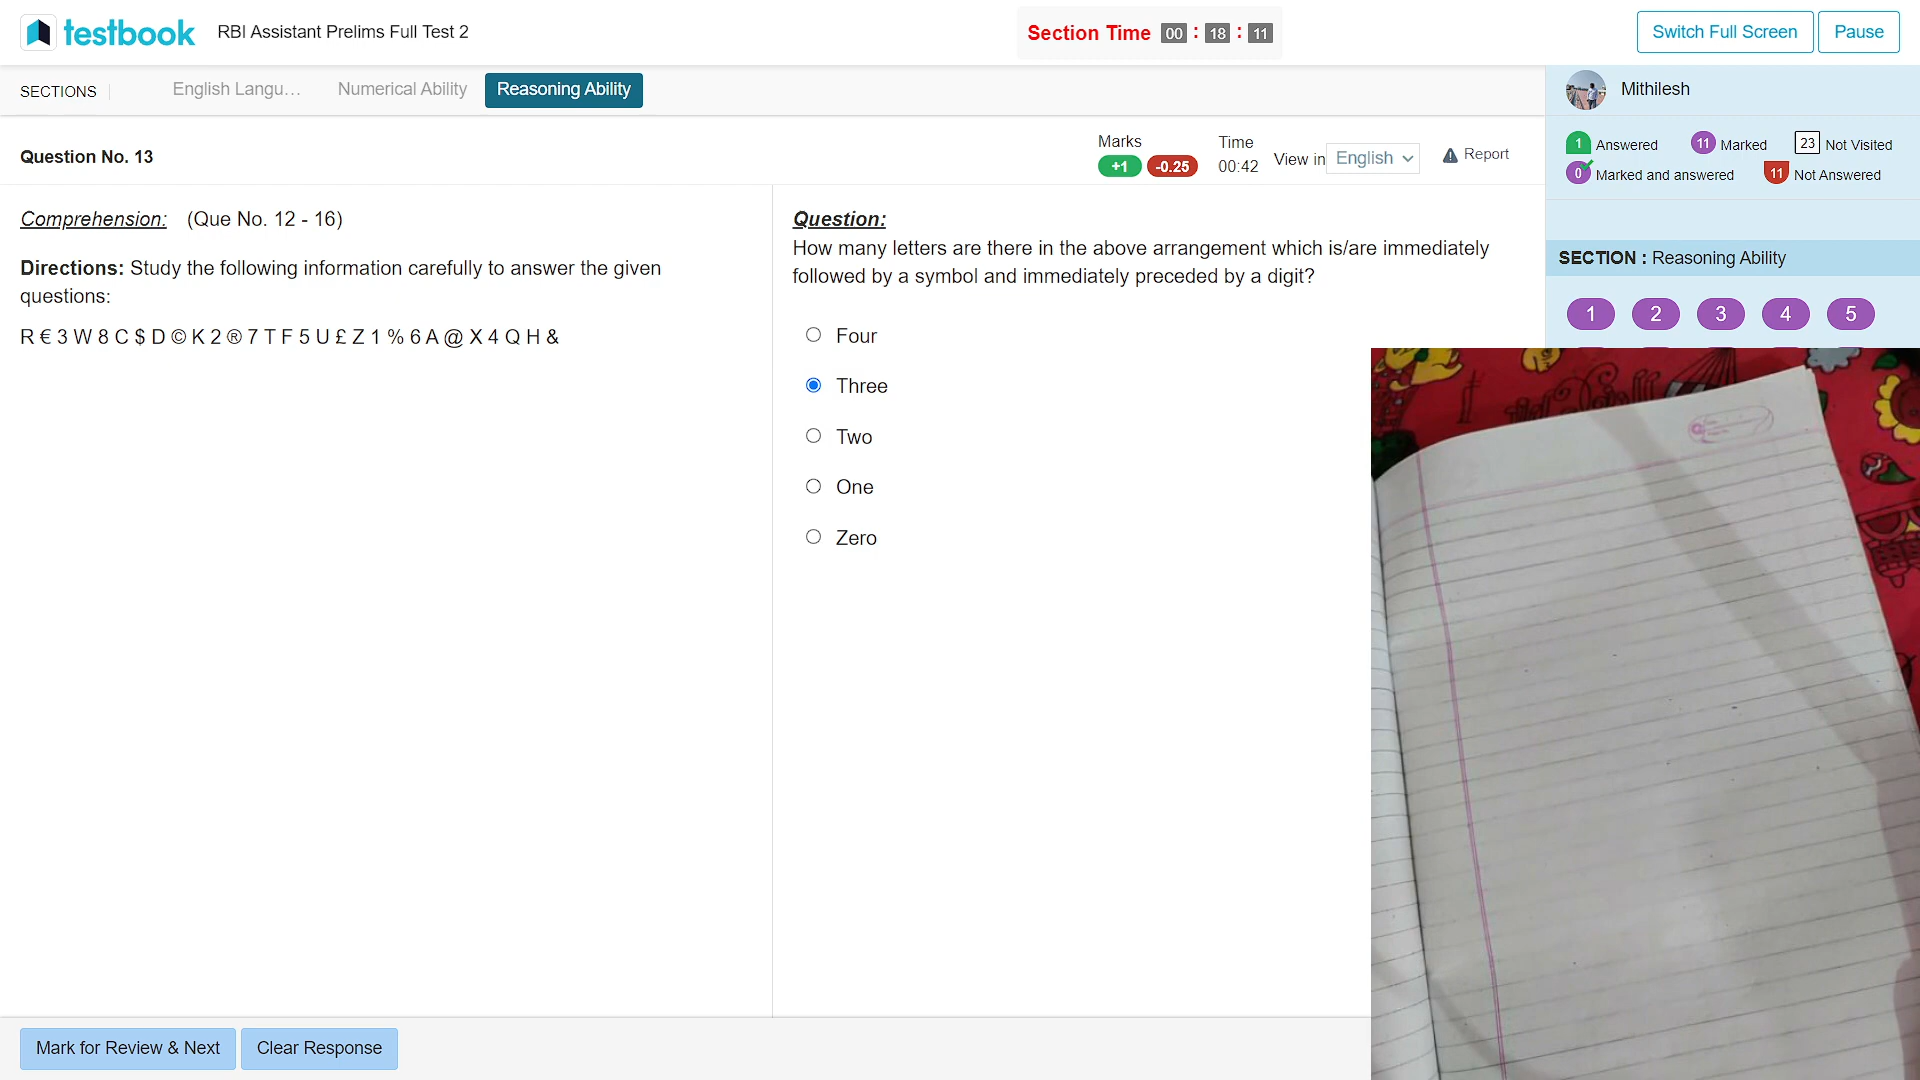 testbook RBI Assistant Prelims Full Test 2
Section Time 00 : 18 : 11
Switch Full Screen Pause
SECTIONS English Langu... Numerical Ability Reasoning Ability
Mithilesh
1 Answered 11 Marked 23 Not Visited
0 Marked and answered 11 Not Answered
Question No. 13
Marks
+1 -0.25
Time
00:42
View in English
Report
Comprehension: (Que No. 12 - 16)
Directions: Study the following information carefully to answer the given
questions:
R € 3 W 8 C $ D © K 2 ® 7 T F 5 U £ Z 1 % 6 A @ X 4 Q H &
Question:
How many letters are there in the above arrangement which is/are immediately
followed by a symbol and immediately preceded by a digit?
Four
Three
Two
One
Zero
SECTION : Reasoning Ability
1 2 3 4 5
Mark for Review & Next Clear Response